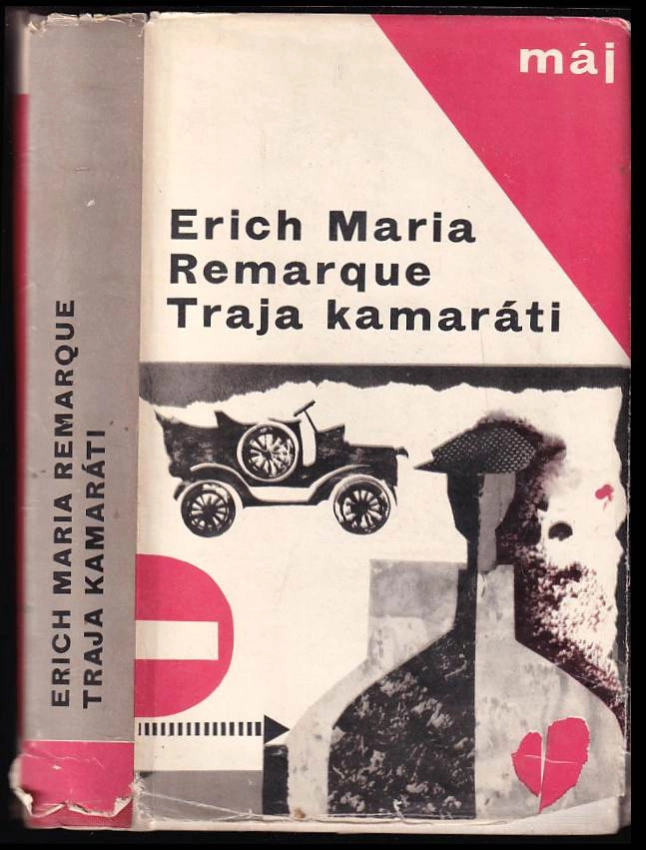 máj
Erich Maria
Remarque
Traja kamaráti
ERICH MARIA REMARQUE
TRAJA KAMARÁTI